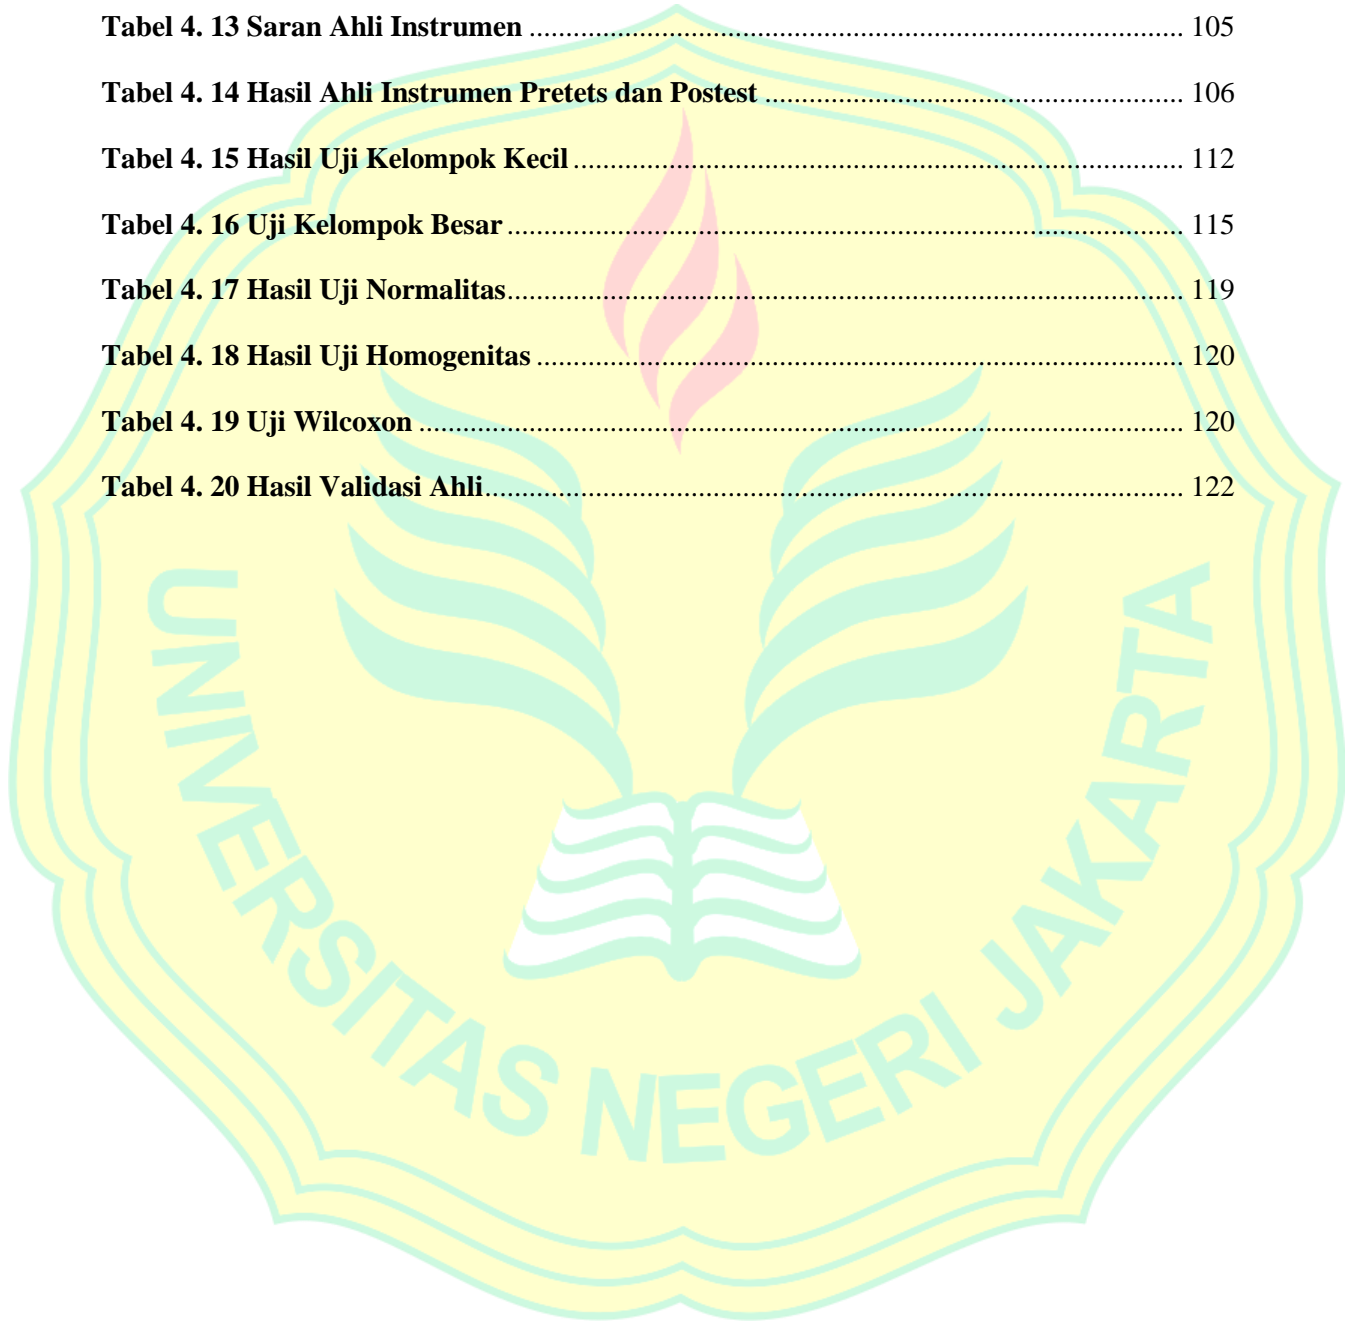 Tabel 4. 13 Saran Ahli Instrumen ........................................................................................ 105
Tabel 4. 14 Hasil Ahli Instrumen Pretets dan Postest ........................................................ 106
Tabel 4. 15 Hasil Uji Kelompok Kecil .................................................................................. 112
Tabel 4. 16 Uji Kelompok Besar ........................................................................................... 115
Tabel 4. 17 Hasil Uji Normalitas ........................................................................................... 119
Tabel 4. 18 Hasil Uji Homogenitas ....................................................................................... 120
Tabel 4. 19 Uji Wilcoxon ....................................................................................................... 120
Tabel 4. 20 Hasil Validasi Ahli .............................................................................................. 122
UNIVERSITAS NEGERI JAKARTA